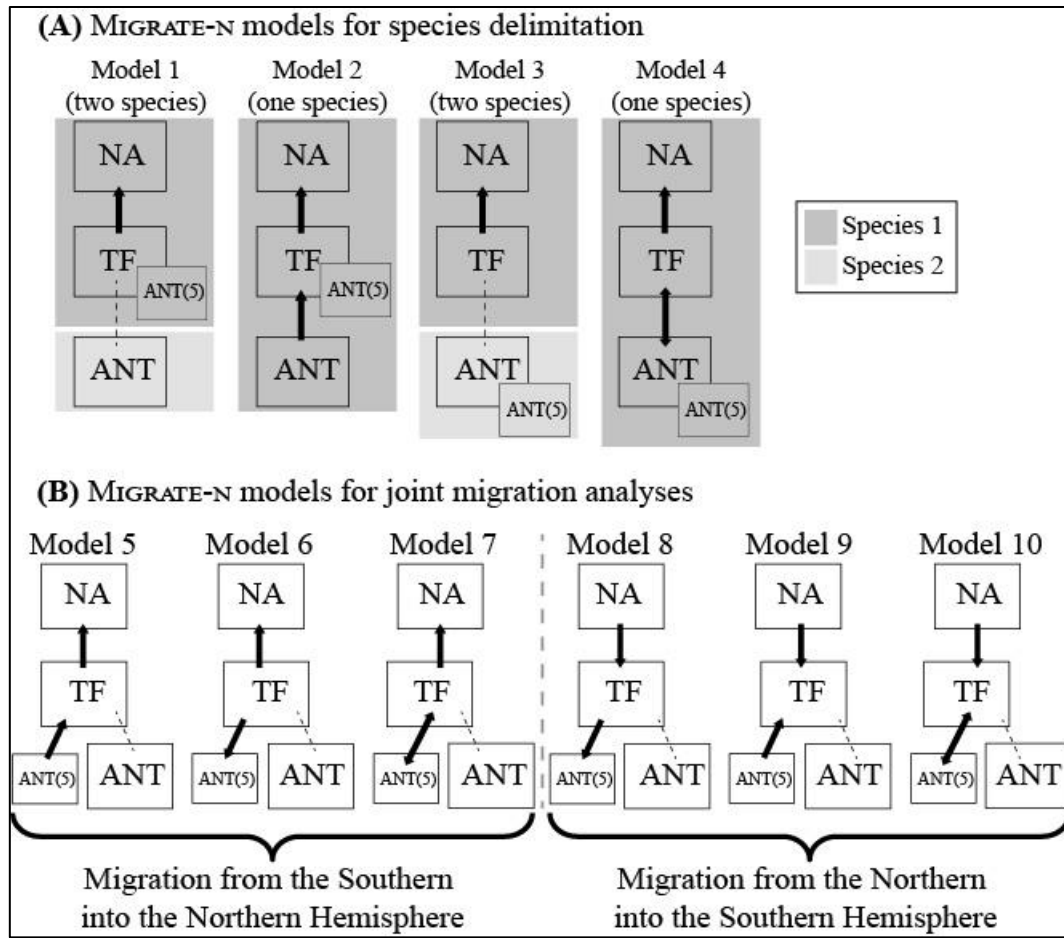 (A) MIGRATE-N models for species delimitation
Model 1 Model 2 Model 3 Model 4
(two species) (one species) (two species) (one species)
NA NA NA NA
Species 1
Species 2
TF TF TF TF
ANT(5) ANT(5)
ANT ANT ANT ANT
ANT(5) ANT(5)
(B) MIGRATE-N models for joint migration analyses
Model 5 Model 6 Model 7 Model 8 Model 9 Model 10
NA NA NA NA NA NA
TF TF TF TF TF TF
ANT(5) ANT ANT(5) ANT ANT(5) ANT ANT(5) ANT ANT(5) ANT ANT(5) ANT
Migration from the Southern
into the Northern Hemisphere
Migration from the Northern
into the Southern Hemisphere